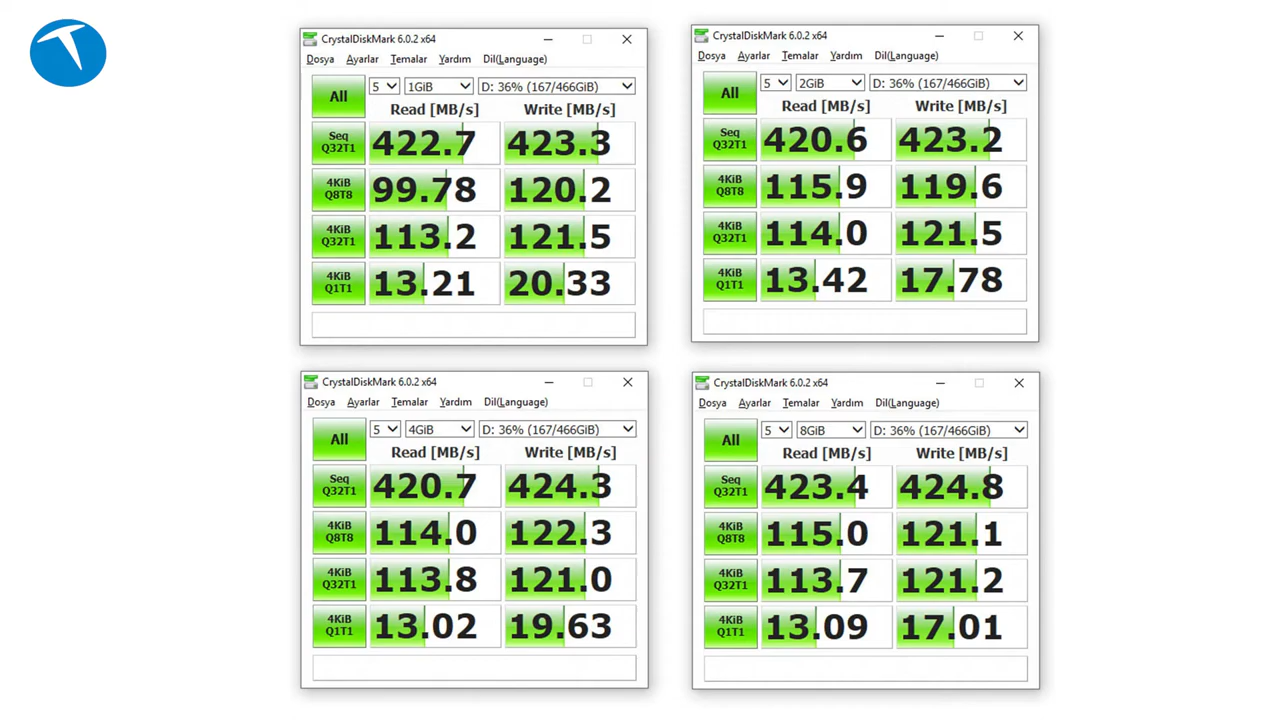 CrystalDiskMark 6.0.2 x64
Dosya Ayarlar Temalar Yardım Dil(Language)
All 5 1GiB D: 36% (167/466GiB)
Read [MB/s] Write [MB/s]
Seq Q32T1 422.7 423.3
4KiB Q8T8 99.78 120.2
4KiB Q32T1 113.2 121.5
4KiB Q1T1 13.21 20.33
CrystalDiskMark 6.0.2 x64
Dosya Ayarlar Temalar Yardım Dil(Language)
All 5 2GiB D: 36% (167/466GiB)
Read [MB/s] Write [MB/s]
Seq Q32T1 420.6 423.2
4KiB Q8T8 115.9 119.6
4KiB Q32T1 114.0 121.5
4KiB Q1T1 13.42 17.78
CrystalDiskMark 6.0.2 x64
Dosya Ayarlar Temalar Yardım Dil(Language)
All 5 4GiB D: 36% (167/466GiB)
Read [MB/s] Write [MB/s]
Seq Q32T1 420.7 424.3
4KiB Q8T8 114.0 122.3
4KiB Q32T1 113.8 121.0
4KiB Q1T1 13.02 19.63
CrystalDiskMark 6.0.2 x64
Dosya Ayarlar Temalar Yardım Dil(Language)
All 5 8GiB D: 36% (167/466GiB)
Read [MB/s] Write [MB/s]
Seq Q32T1 423.4 424.8
4KiB Q8T8 115.0 121.1
4KiB Q32T1 113.7 121.2
4KiB Q1T1 13.09 17.01